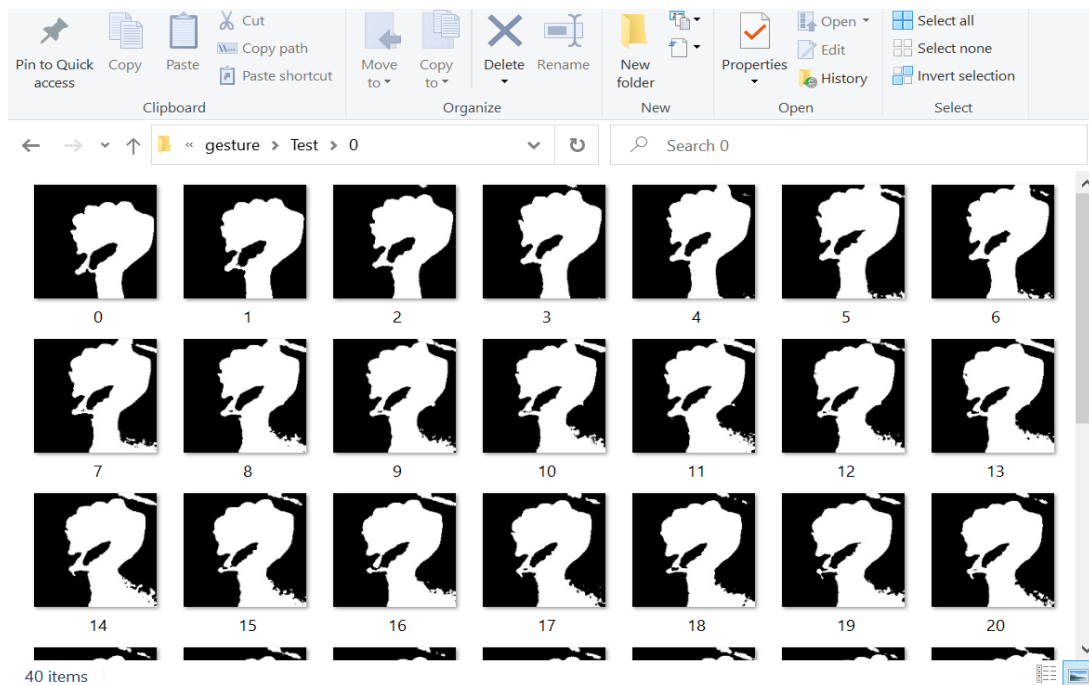 Pin to Quick access
Copy
Paste
Cut
Copy path
Paste shortcut
Clipboard
Move to
Copy to
Delete
Rename
Organize
New folder
New
Properties
Open
Edit
History
Open
Select all
Select none
Invert selection
Select
« gesture > Test > 0
Search 0
0 1 2 3 4 5 6
7 8 9 10 11 12 13
14 15 16 17 18 19 20
40 items